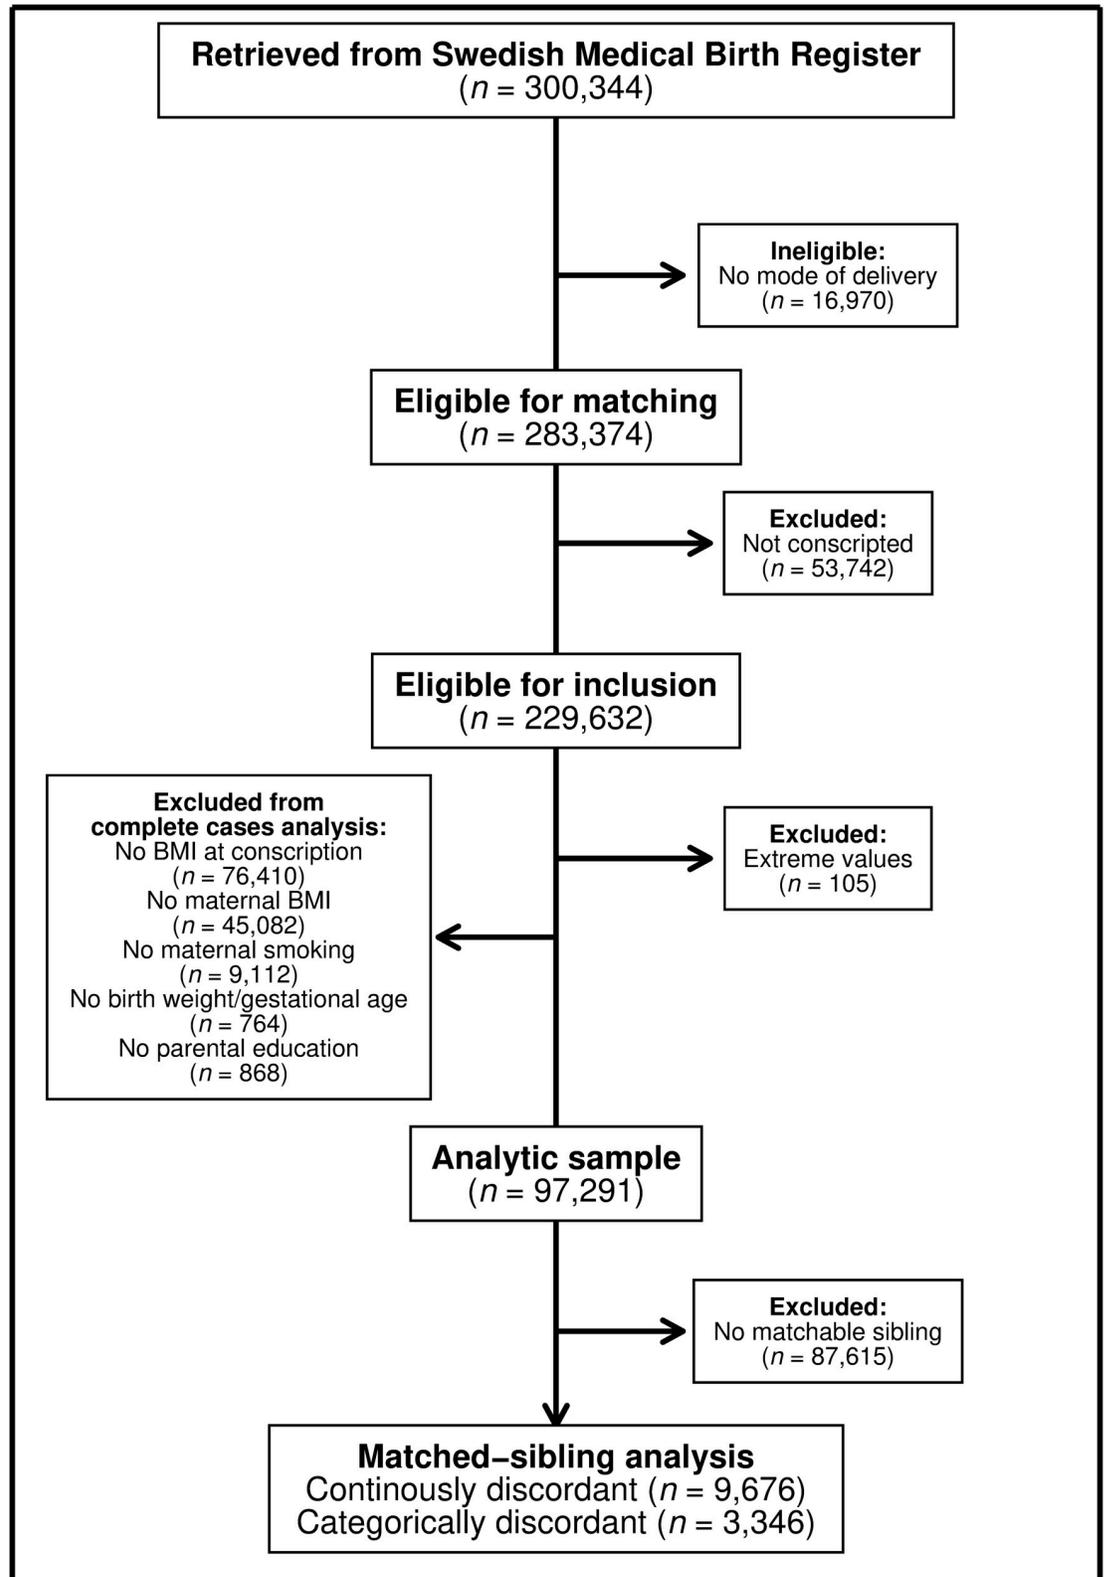 Retrieved from Swedish Medical Birth Register
(n = 300,344)
Ineligible:
No mode of delivery
(n = 16,970)
Eligible for matching
(n = 283,374)
Excluded:
Not conscripted
(n = 53,742)
Eligible for inclusion
(n = 229,632)
Excluded from
complete cases analysis:
No BMI at conscription
(n = 76,410)
No maternal BMI
(n = 45,082)
No maternal smoking
(n = 9,112)
No birth weight/gestational age
(n = 764)
No parental education
(n = 868)
Excluded:
Extreme values
(n = 105)
Analytic sample
(n = 97,291)
Excluded:
No matchable sibling
(n = 87,615)
Matched−sibling analysis
Continously discordant (n = 9,676)
Categorically discordant (n = 3,346)